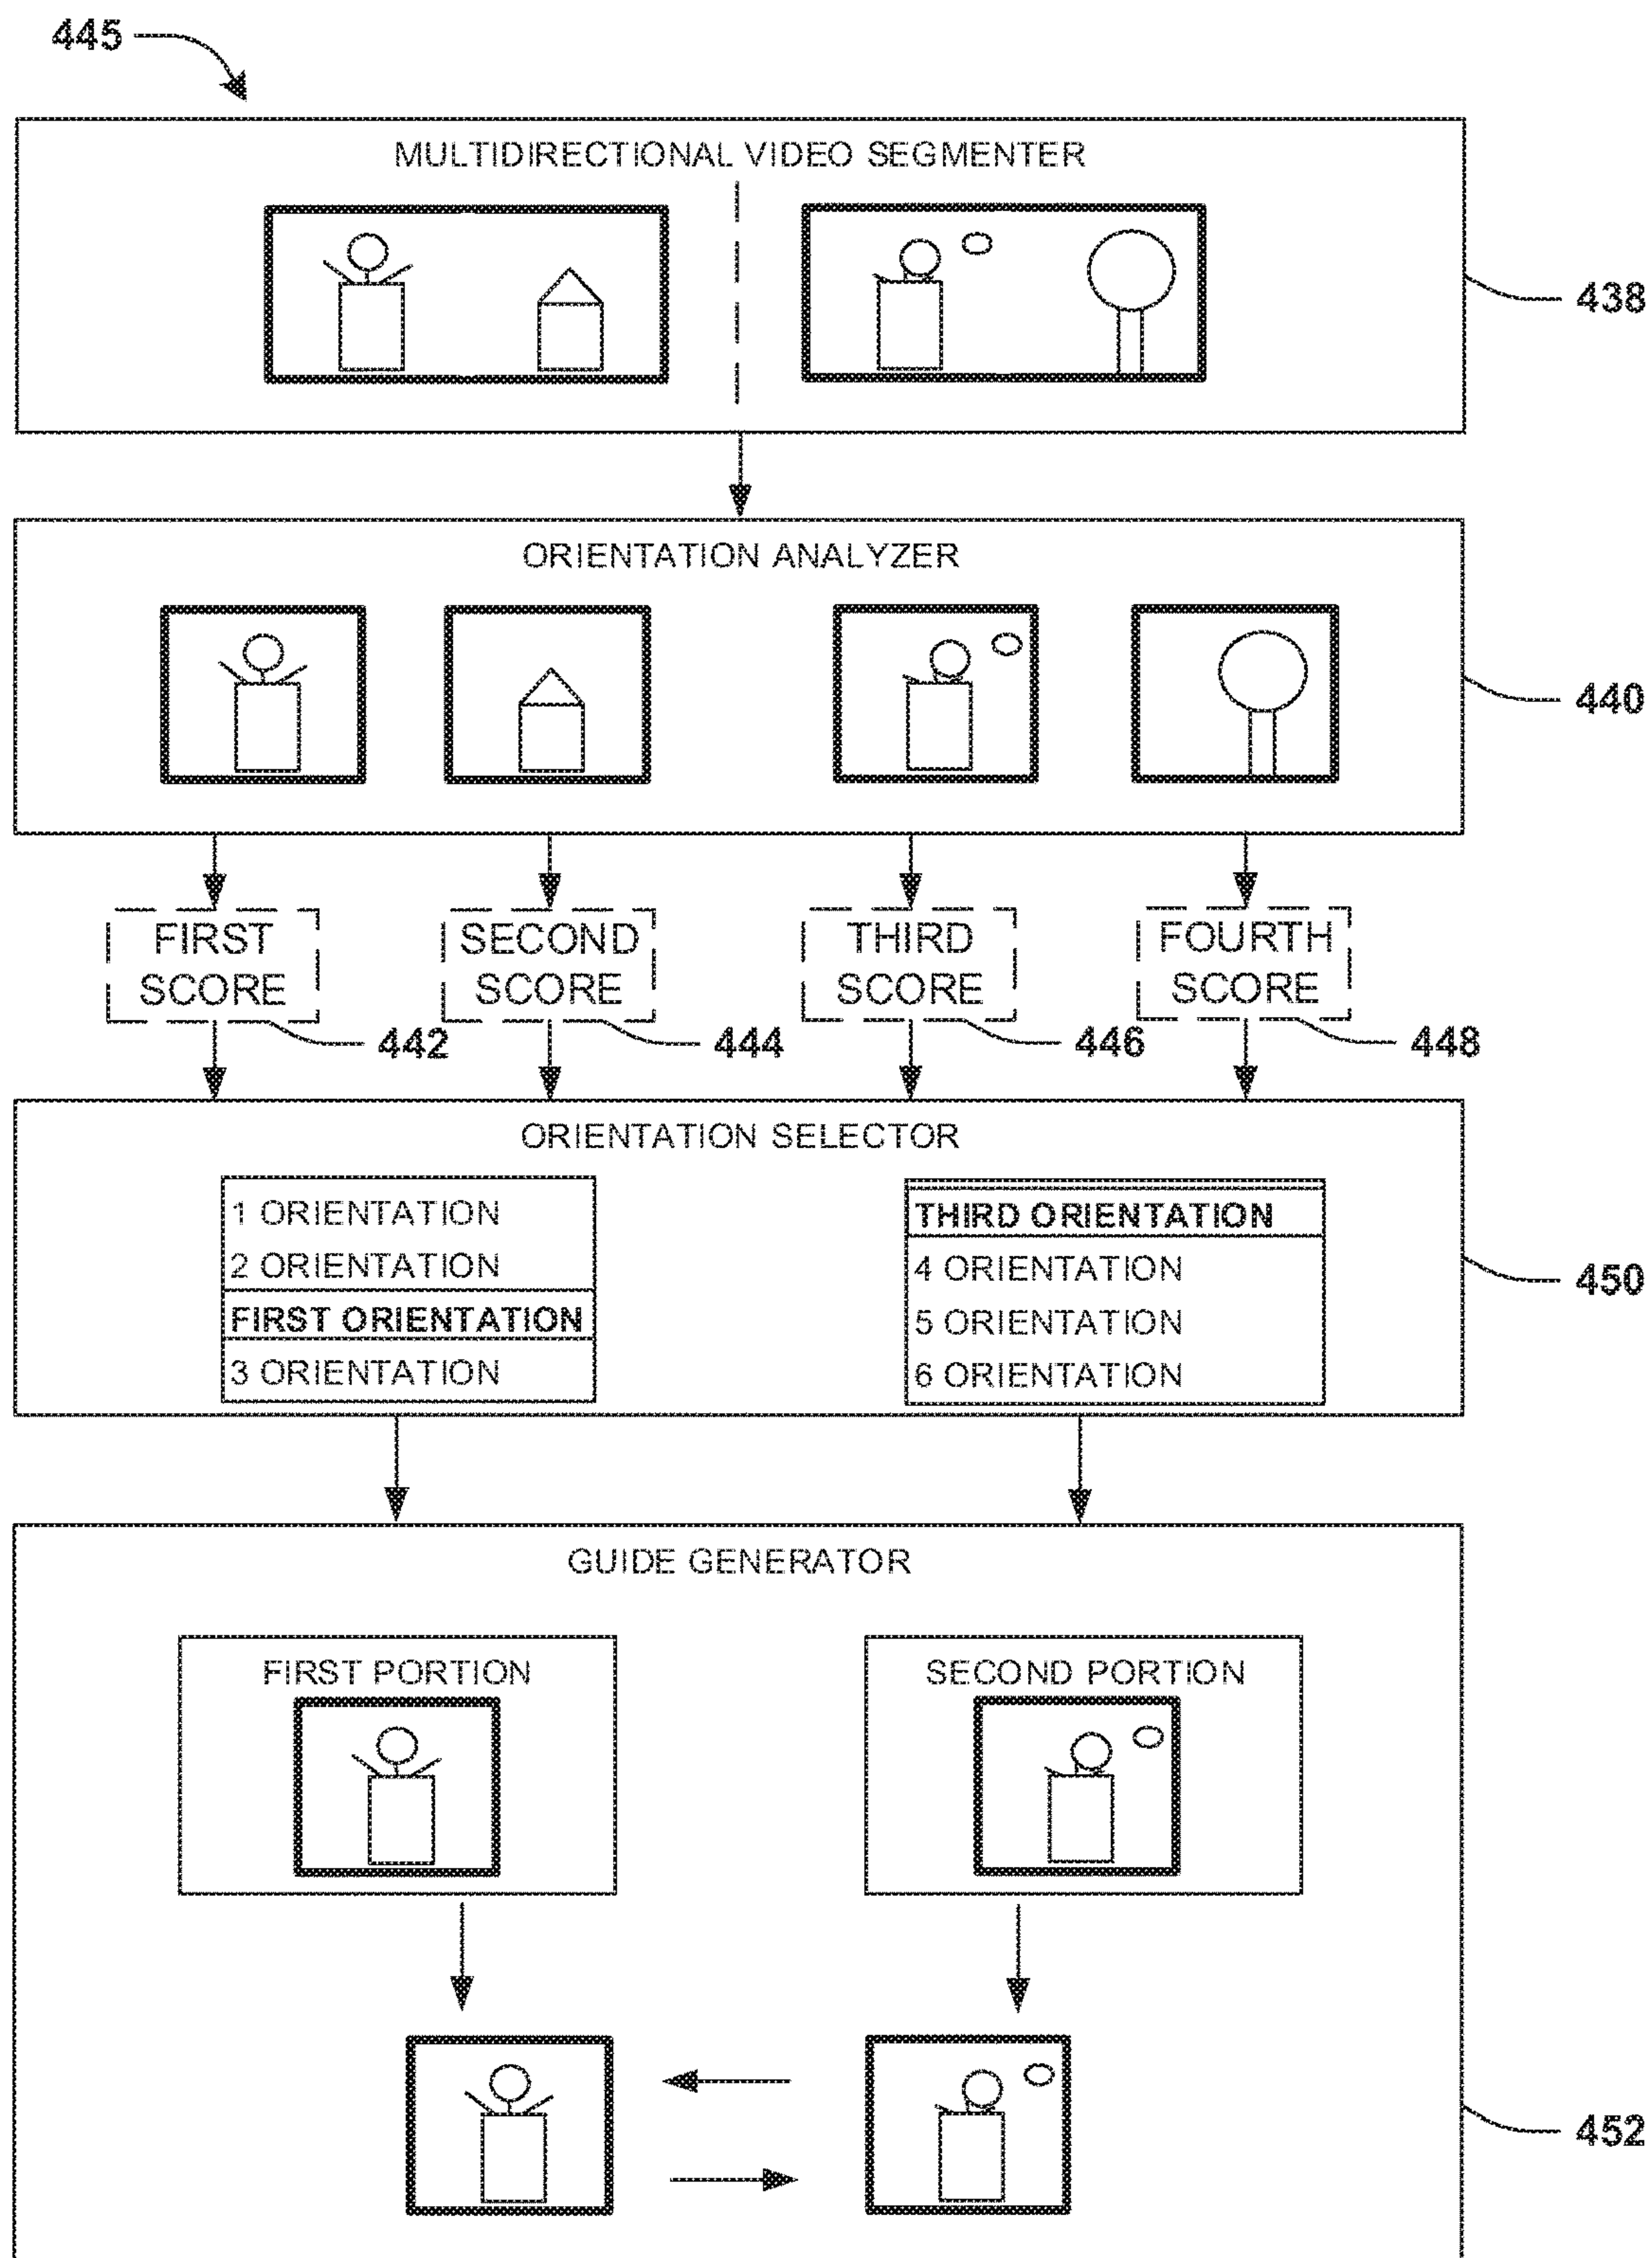 445
MULTIDIRECTIONAL VIDEO SEGMENTER
438
ORIENTATION ANALYZER
440
FIRST
SCORE
442
SECOND
SCORE
444
THIRD
SCORE
446
FOURTH
SCORE
448
ORIENTATION SELECTOR
1 ORIENTATION
2 ORIENTATION
FIRST ORIENTATION
3 ORIENTATION
THIRD ORIENTATION
4 ORIENTATION
5 ORIENTATION
6 ORIENTATION
450
GUIDE GENERATOR
FIRST PORTION
SECOND PORTION
452